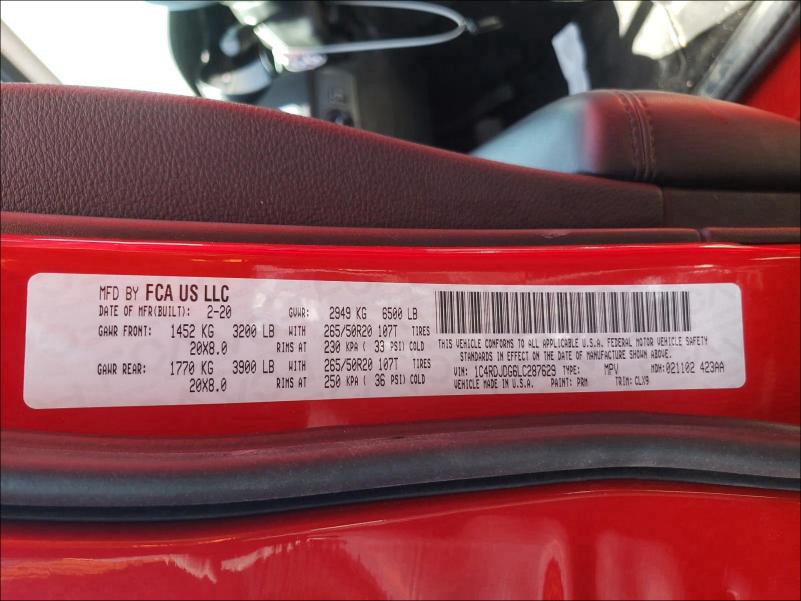 MFD BY FCA US LLC
DATE OF MFR(BUILT): 2-20 GVWR: 2949 KG 6500 LB
GAWR FRONT: 1452 KG 3200 LB WITH 265/50R20 107T TIRES
20X8.0 RIMS AT 230 KPA ( 33 PSI) COLD
GAWR REAR: 1770 KG 3900 LB WITH 265/50R20 107T TIRES
20X8.0 RIMS AT 250 KPA ( 36 PSI) COLD
THIS VEHICLE CONFORMS TO ALL APPLICABLE U.S.A. FEDERAL MOTOR VEHICLE SAFETY
STANDARDS IN EFFECT ON THE DATE OF MANUFACTURE SHOWN ABOVE.
VIN: 1C4RDJDG6LC287629 TYPE: MPV MDH: 021102 423AA
VEHICLE MADE IN U.S.A. PAINT: PRM TRIM: CLX9